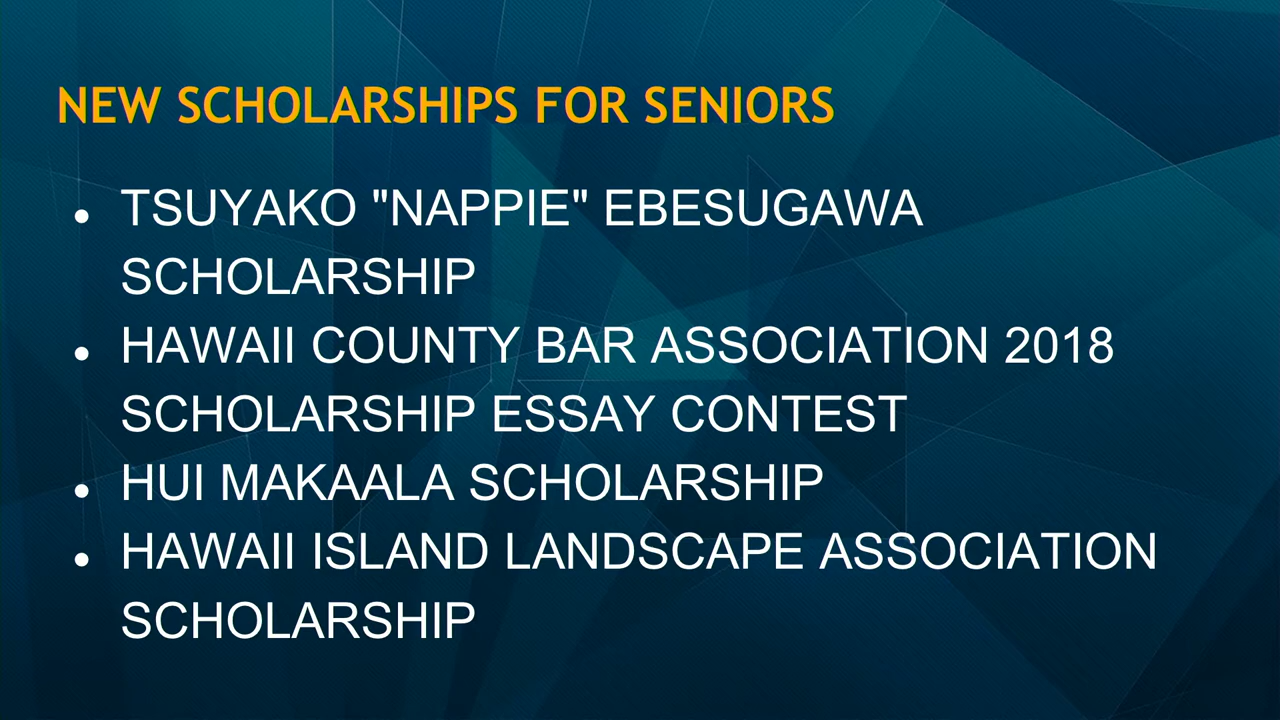 NEW SCHOLARSHIPS FOR SENIORS
• TSUYAKO "NAPPIE" EBESUGAWA
SCHOLARSHIP
• HAWAII COUNTY BAR ASSOCIATION 2018
SCHOLARSHIP ESSAY CONTEST
• HUI MAKAALA SCHOLARSHIP
• HAWAII ISLAND LANDSCAPE ASSOCIATION
SCHOLARSHIP